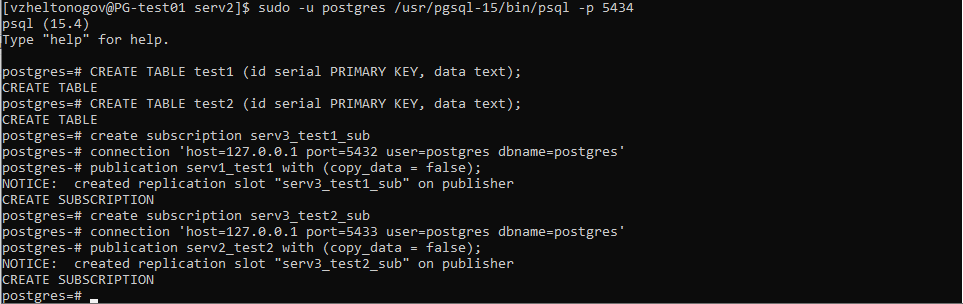 [vzheltonogov@PG-test01 serv2]$ sudo -u postgres /usr/pgsql-15/bin/psql -p 5434
psql (15.4)
Type "help" for help.
postgres=# CREATE TABLE test1 (id serial PRIMARY KEY, data text);
CREATE TABLE
postgres=# CREATE TABLE test2 (id serial PRIMARY KEY, data text);
CREATE TABLE
postgres=# create subscription serv3_test1_sub
postgres-# connection 'host=127.0.0.1 port=5432 user=postgres dbname=postgres'
postgres-# publication serv1_test1 with (copy_data = false);
NOTICE:  created replication slot "serv3_test1_sub" on publisher
CREATE SUBSCRIPTION
postgres=# create subscription serv3_test2_sub
postgres-# connection 'host=127.0.0.1 port=5433 user=postgres dbname=postgres'
postgres-# publication serv2_test2 with (copy_data = false);
NOTICE:  created replication slot "serv3_test2_sub" on publisher
CREATE SUBSCRIPTION
postgres=#